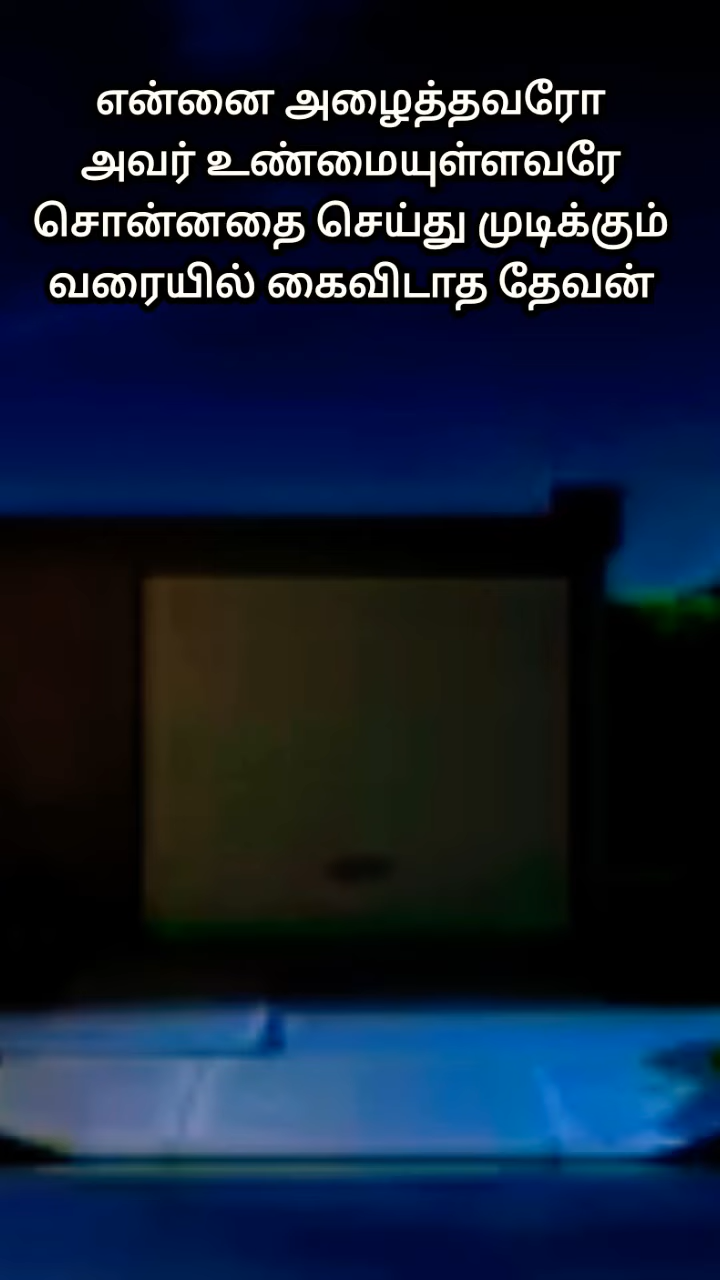 என்னை அழைத்தவரோ
அவர் உண்மையுள்ளவரே
சொன்னதை செய்து முடிக்கும்
வரையில் கைவிடாத தேவன்